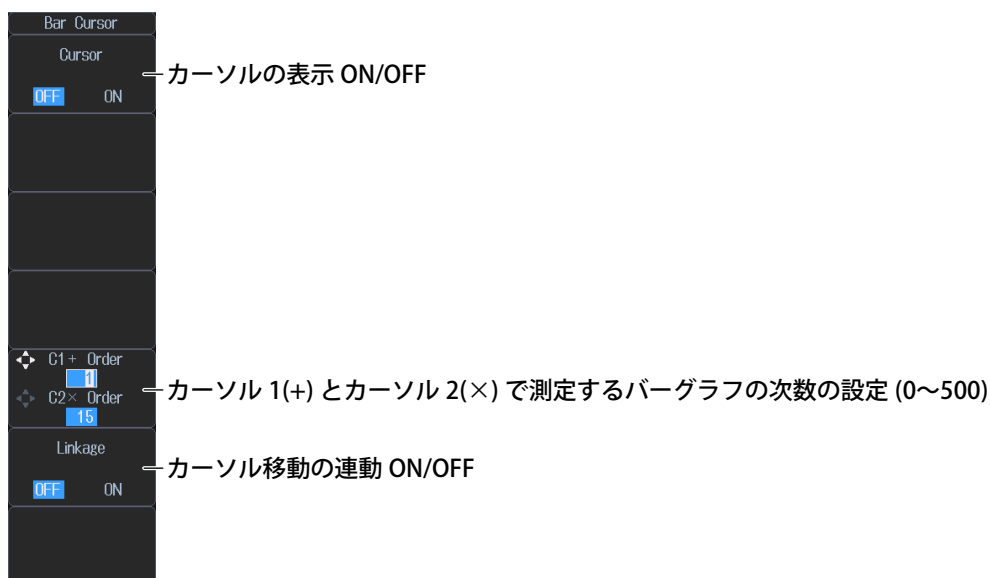 Bar Cursor
Cursor
OFF ON
カーソルの表示 ON/OFF
C1+ Order
1
C2× Order
15
カーソル 1(+) とカーソル 2(×) で測定するバーグラフの次数の設定 (0～500)
Linkage
OFF ON
カーソル移動の連動 ON/OFF